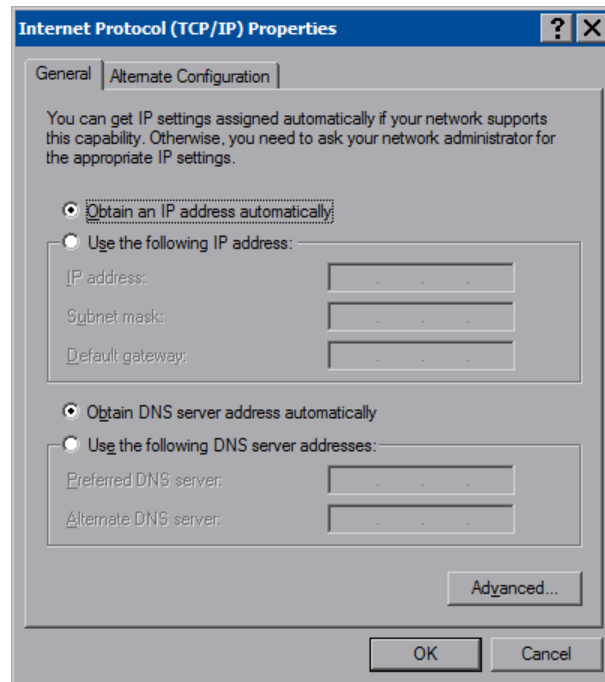 Internet Protocol (TCP/IP) Properties
General
Alternate Configuration
You can get IP settings assigned automatically if your network supports
this capability. Otherwise, you need to ask your network administrator for
the appropriate IP settings.
Obtain an IP address automatically
Use the following IP address:
IP address:
Subnet mask:
Default gateway:
Obtain DNS server address automatically
Use the following DNS server addresses:
Preferred DNS server:
Alternate DNS server:
Advanced...
OK
Cancel